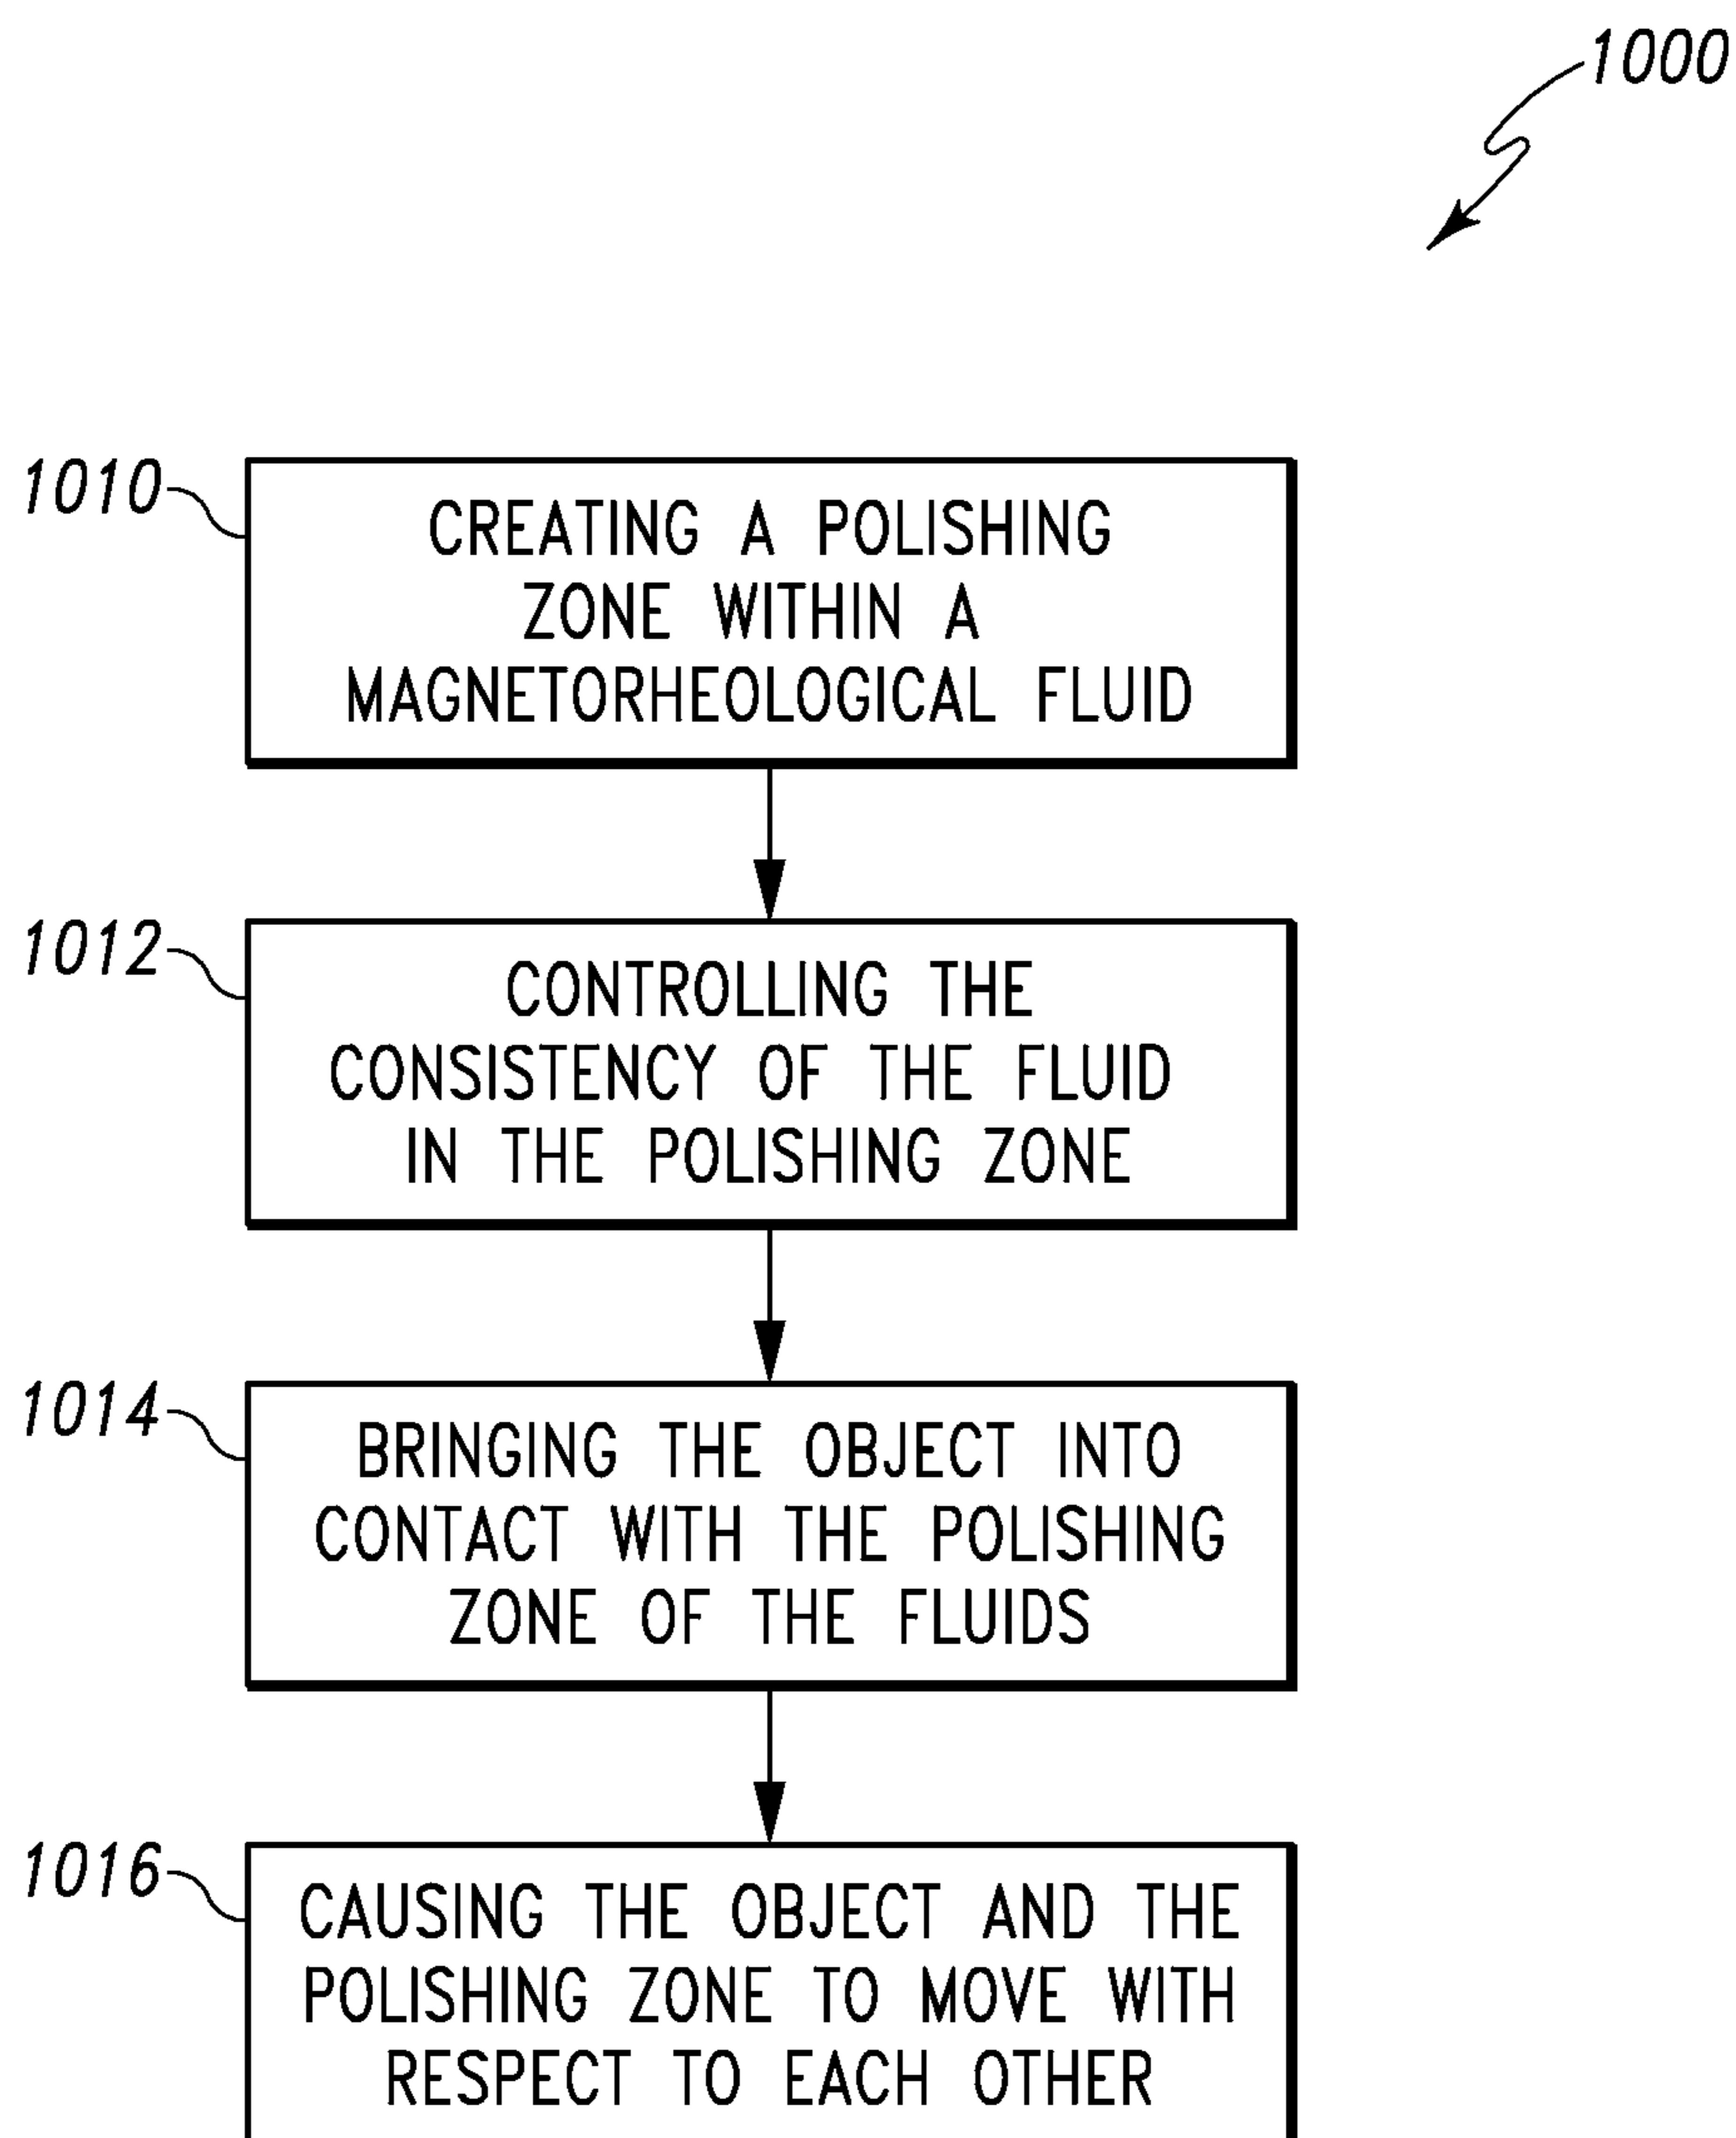 1000
1010
CREATING A POLISHING
ZONE WITHIN A
MAGNETORHEOLOGICAL FLUID
1012
CONTROLLING THE
CONSISTENCY OF THE FLUID
IN THE POLISHING ZONE
1014
BRINGING THE OBJECT INTO
CONTACT WITH THE POLISHING
ZONE OF THE FLUIDS
1016
CAUSING THE OBJECT AND THE
POLISHING ZONE TO MOVE WITH
RESPECT TO EACH OTHER